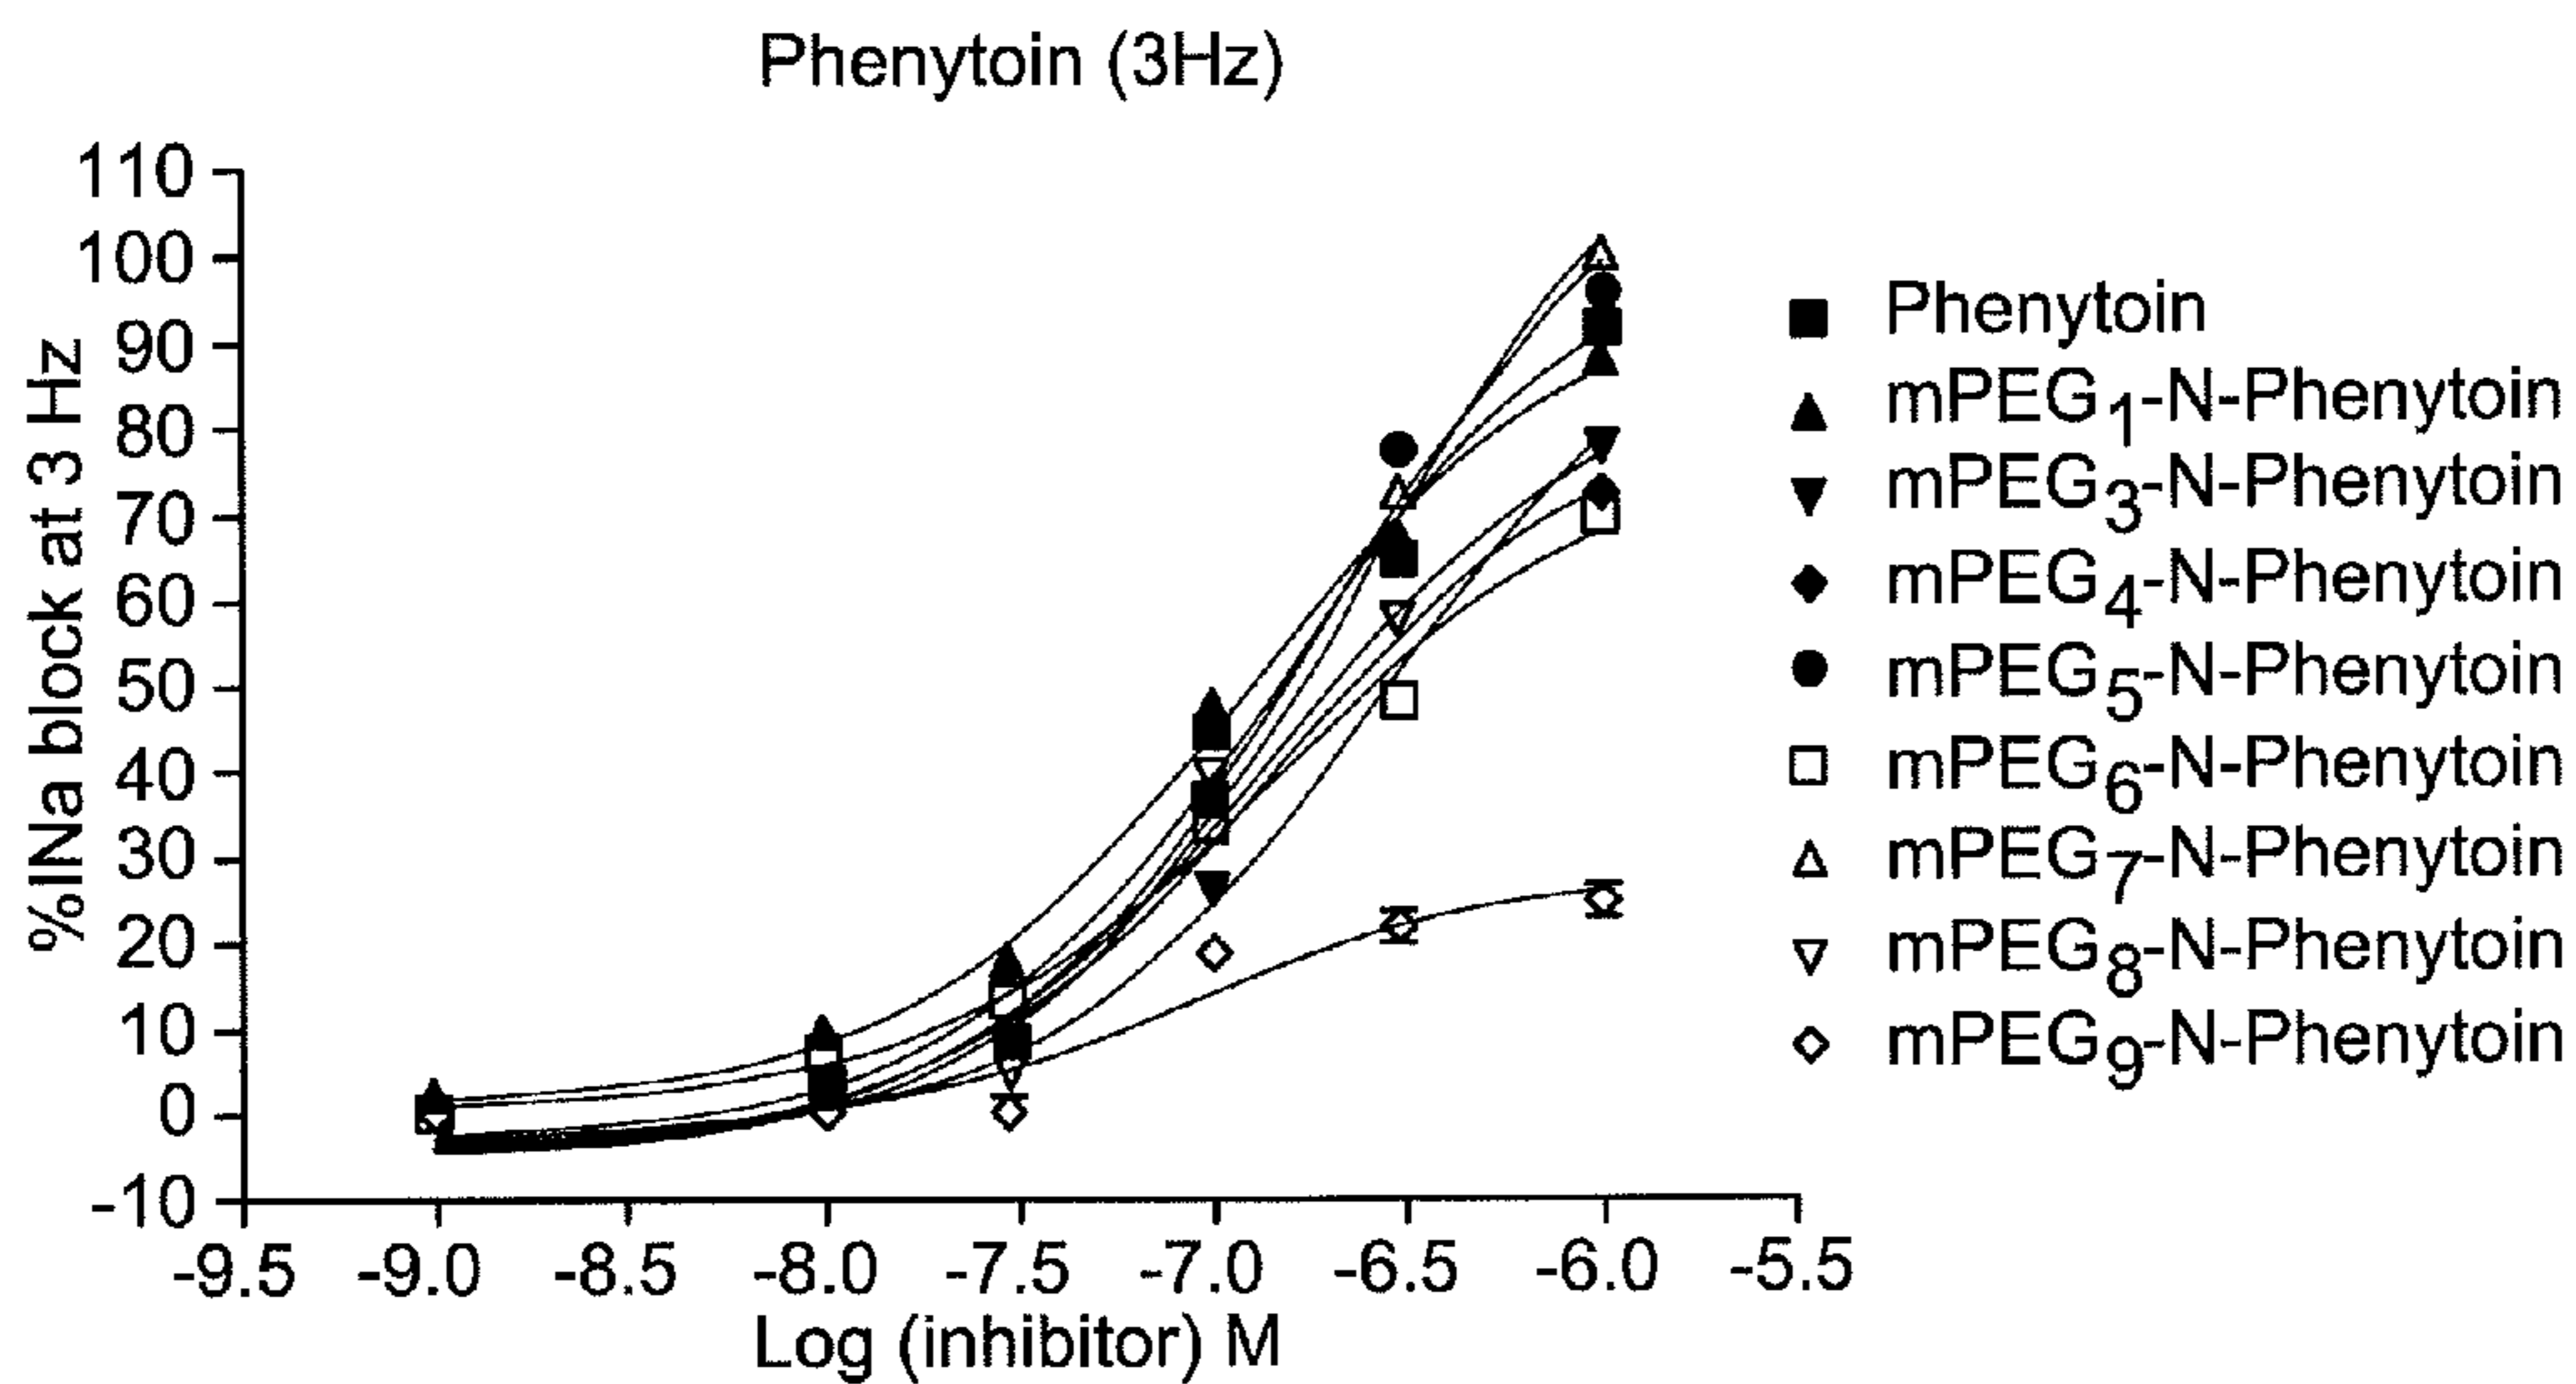 Phenytoin (3Hz)
%INa block at 3 Hz
110
100
90
80
70
60
50
40
30
20
10
0
-10
-9.5 -9.0 -8.5 -8.0 -7.5 -7.0 -6.5 -6.0 -5.5
Log (inhibitor) M
Phenytoin
mPEG1-N-Phenytoin
mPEG3-N-Phenytoin
mPEG4-N-Phenytoin
mPEG5-N-Phenytoin
mPEG6-N-Phenytoin
mPEG7-N-Phenytoin
mPEG8-N-Phenytoin
mPEG9-N-Phenytoin